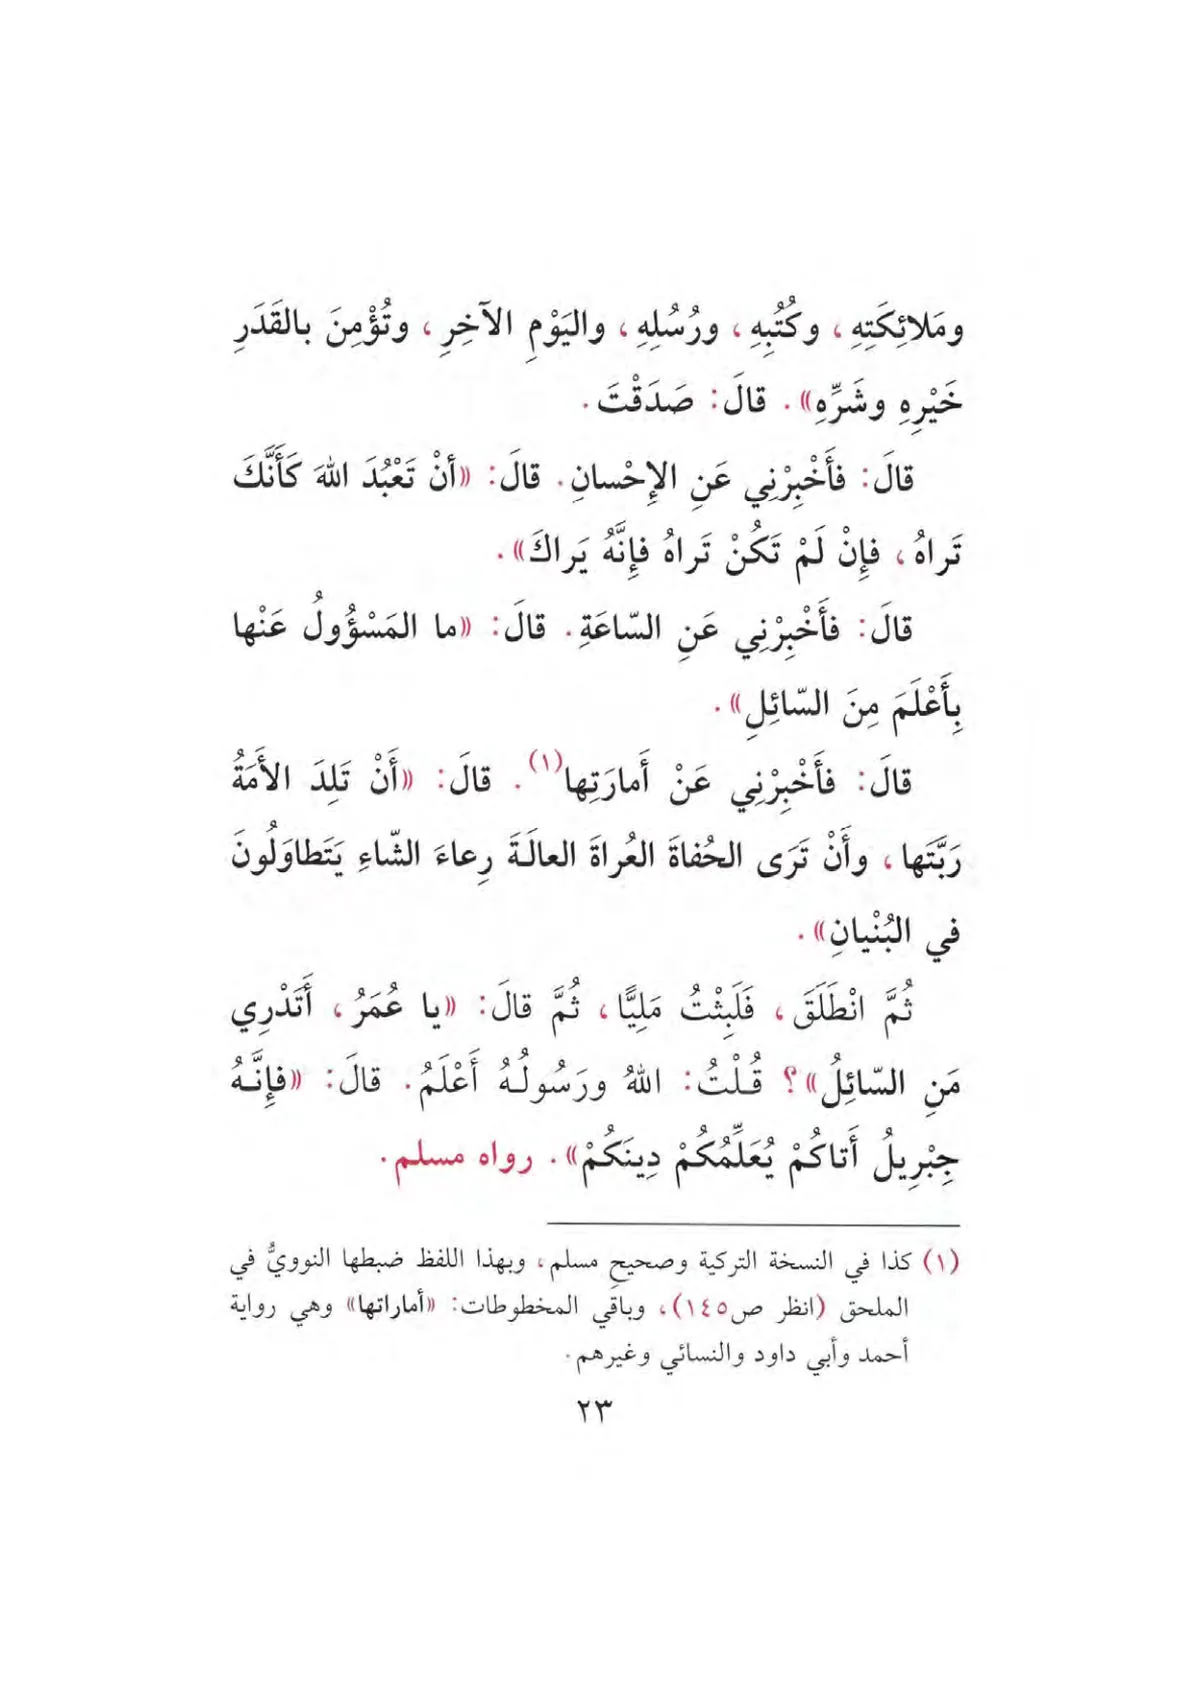 ومَلائِكَتِهِ، وكُتُبِهِ، ورُسُلِهِ، واليَوْمِ الآخِرِ، وتُؤْمِنَ بالقَدَرِ
خَيْرِهِ وشَرِّهِ». قالَ: صَدَقْتَ.
قالَ: فأَخْبِرْنِي عَنِ الإِحْسانِ. قالَ: «أنْ تَعْبُدَ اللهَ كَأَنَّكَ
تَراهُ، فإِنْ لَمْ تَكُنْ تَراهُ فإِنَّهُ يَراكَ».
قالَ: فأَخْبِرْنِي عَنِ السّاعَةِ. قالَ: «ما المَسْؤُولُ عَنْها
بِأَعْلَمَ مِنَ السّائِلِ».
قالَ: فأَخْبِرْنِي عَنْ أَمارَتِها(١). قالَ: «أَنْ تَلِدَ الأَمَةُ
رَبَّتَها، وأَنْ تَرَى الحُفاةَ العُراةَ العالَةَ رِعاءَ الشّاءِ يَتَطاوَلُونَ
في البُنْيانِ».
ثُمَّ انْطَلَقَ، فَلَبِثْتُ مَلِيًّا، ثُمَّ قالَ: «يا عُمَرُ، أَتَدْرِي
مَنِ السّائِلُ»؟ قُلْتُ: اللهُ ورَسُولُهُ أَعْلَمُ. قالَ: «فإِنَّهُ
جِبْرِيلُ أَتاكُمْ يُعَلِّمُكُمْ دِينَكُمْ». رواه مسلم.
(١) كذا في النسخة التركية وصحيح مسلم، وبهذا اللفظ ضبطها النوويُّ في
الملحق (انظر ص١٤٥)، وباقي المخطوطات: «أماراتها» وهي رواية
أحمد وأبي داود والنسائي وغيرهم.
٢٣